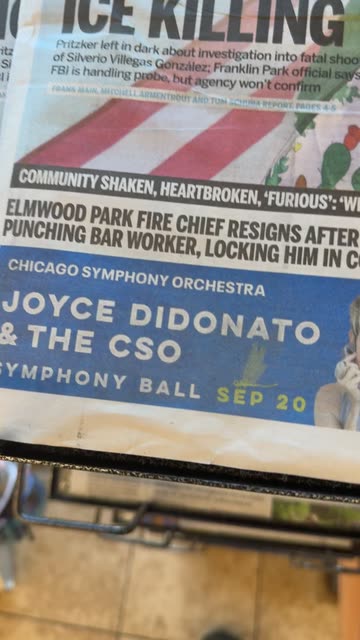 ICE KILLING
Pritzker left in dark about investigation into fatal shoo
of Silverio Villegas González; Franklin Park official say
FBI is handling probe, but agency won't confirm
FRANK MAIN, MITCHELL ARMENTROUT AND TOM SCHUBA REPORT, PAGES 4-5
COMMUNITY SHAKEN, HEARTBROKEN, 'FURIOUS': 'W
ELMWOOD PARK FIRE CHIEF RESIGNS AFTER
PUNCHING BAR WORKER, LOCKING HIM IN C
CHICAGO SYMPHONY ORCHESTRA
JOYCE DIDONATO
& THE CSO
SYMPHONY BALL SEP 20